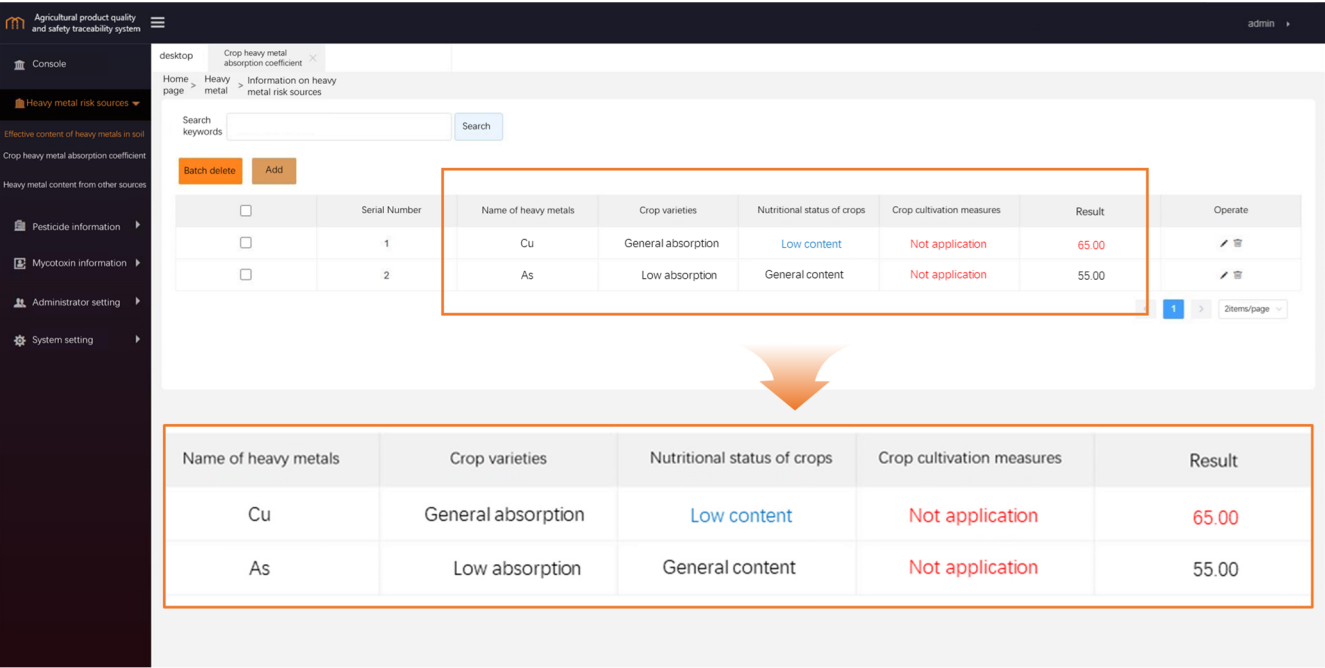 Agricultural product quality
and safety traceability system
admin
Console
desktop
Crop heavy metal
absorption coefficient
Home page > Heavy metal > Information on heavy metal risk sources
Heavy metal risk sources
Effective content of heavy metals in soil
Crop heavy metal absorption coefficient
Heavy metal content from other sources
Pesticide information
Mycotoxin information
Administrator setting
System setting
Search
keywords
Search
Batch delete
Add
Serial Number Name of heavy metals Crop varieties Nutritional status of crops Crop cultivation measures Result Operate
1 Cu General absorption Low content Not application 65.00
2 As Low absorption General content Not application 55.00
< 1 > 2items/page
Name of heavy metals Crop varieties Nutritional status of crops Crop cultivation measures Result
Cu General absorption Low content Not application 65.00
As Low absorption General content Not application 55.00